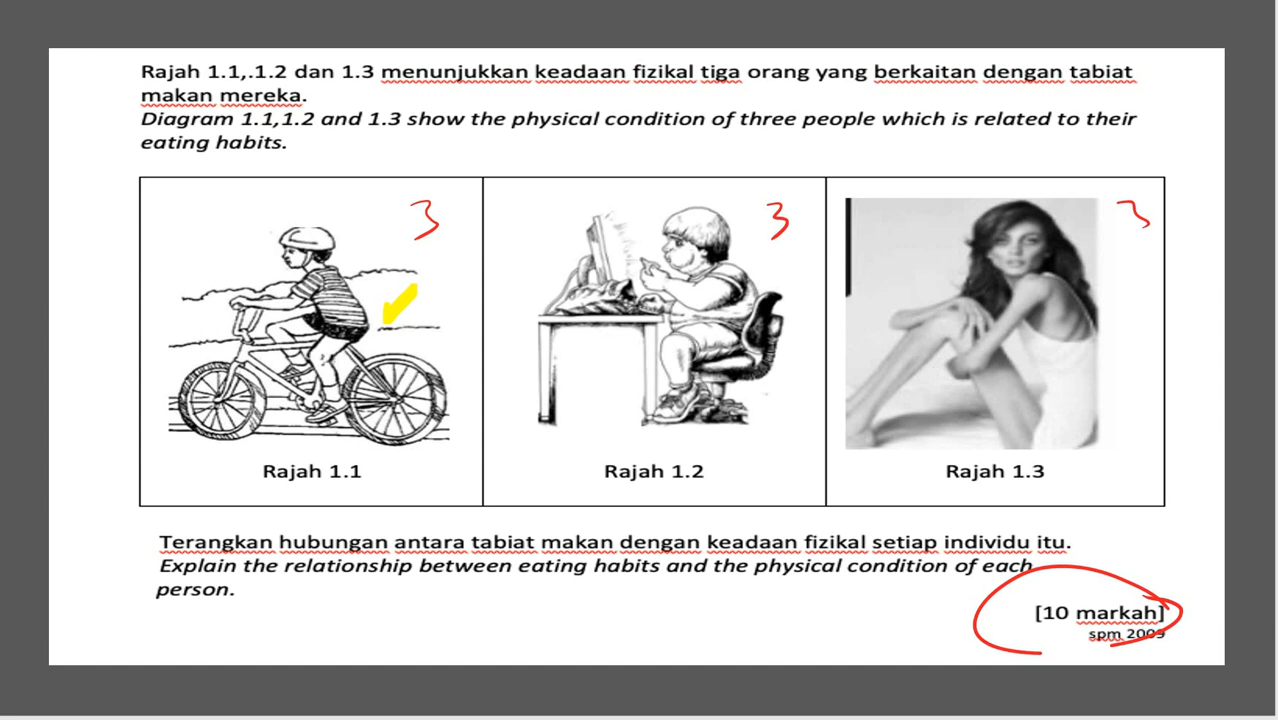 Rajah 1.1,.1.2 dan 1.3 menunjukkan keadaan fizikal tiga orang yang berkaitan dengan tabiat
makan mereka.
Diagram 1.1,1.2 and 1.3 show the physical condition of three people which is related to their
eating habits.
3
3
3
Rajah 1.1
Rajah 1.2
Rajah 1.3
Terangkan hubungan antara tabiat makan dengan keadaan fizikal setiap individu itu.
Explain the relationship between eating habits and the physical condition of each
person.
[10 markah]
spm 2009